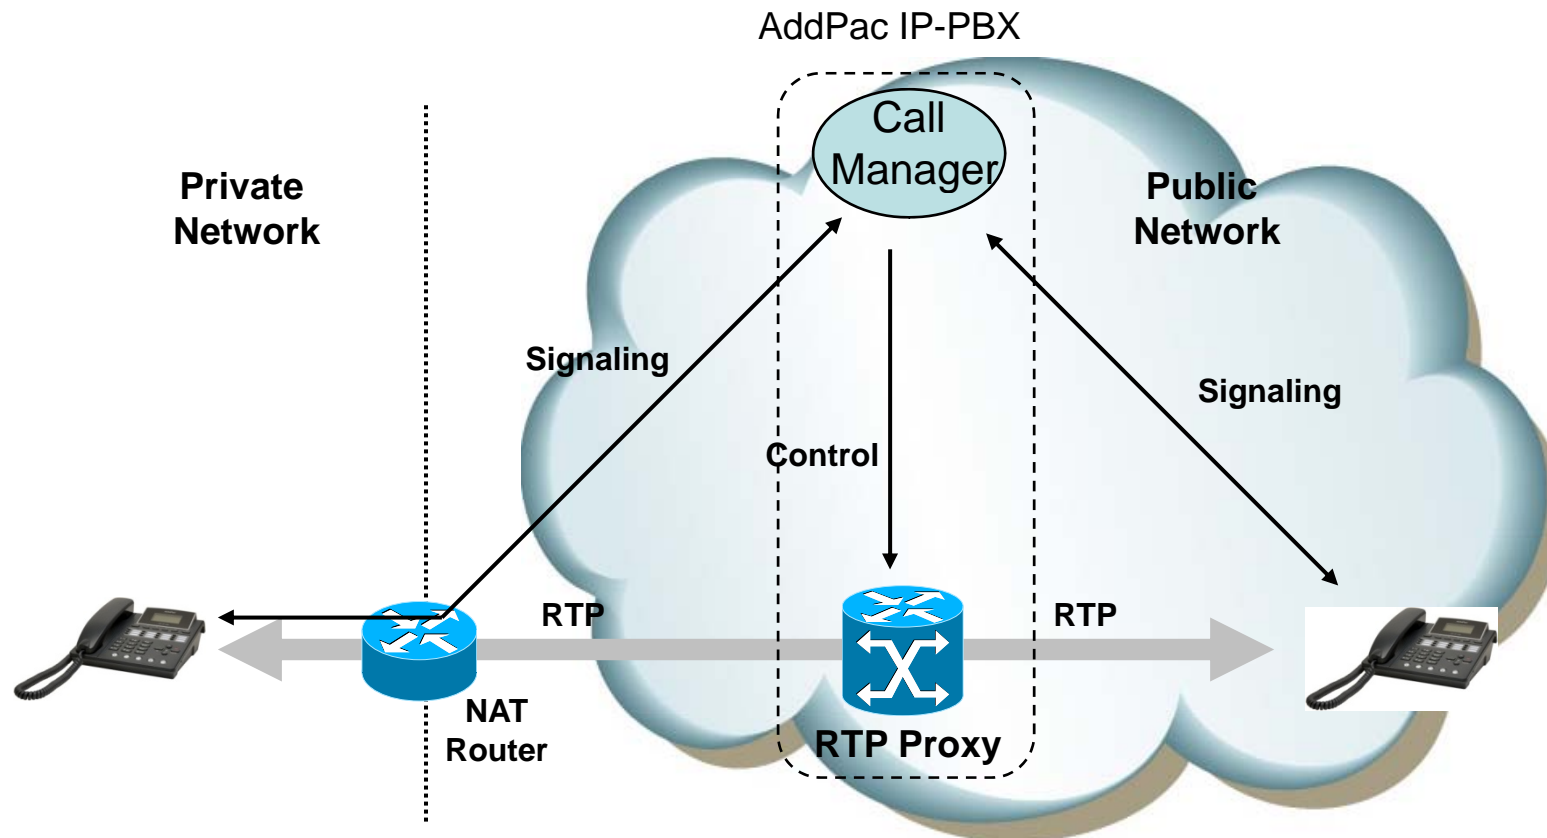 AddPac IP-PBX
Call
Manager
Private
Network
Public
Network
Signaling
Signaling
Control
RTP
RTP
NAT
Router
RTP Proxy